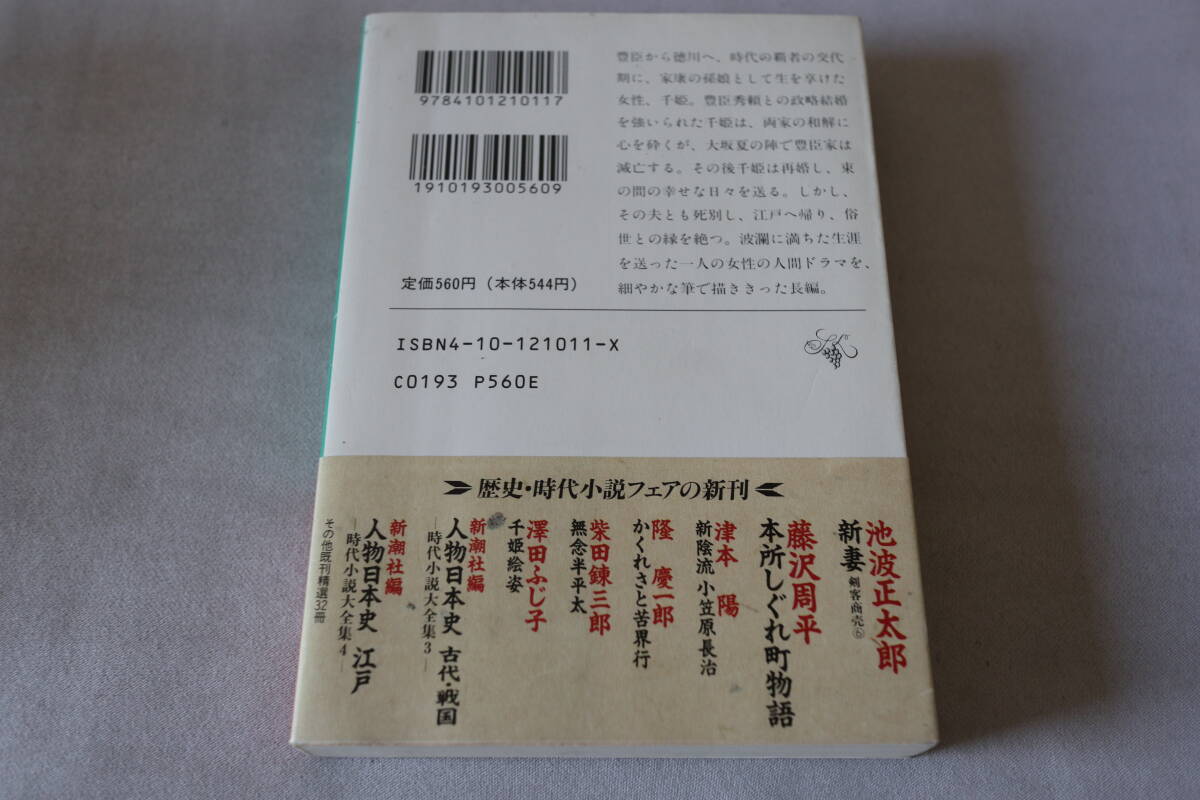 9784101210117
1910193005609
定価560円(本体544円)
豊臣から徳川へ、時代の覇者の交代
期に、家康の孫娘として生を享けた
女性、千姫。豊臣秀頼との政略結婚
を強いられた千姫は、両家の和解に
心を砕くが、大坂夏の陣で豊臣家は
滅亡する。その後千姫は再婚し、束
の間の幸せな日々を送る。しかし、
その夫とも死別し、江戸へ帰り、俗
世との縁を絶つ。波瀾に満ちた生涯
を送った一人の女性の人間ドラマを、
細やかな筆で描ききった長編。
ISBN4-10-121011-X
C0193 P560E
歴史・時代小説フェアの新刊
池波正太郎
新妻 剣客商売⑥
藤沢周平
本所しぐれ町物語
津本 陽
新陰流 小笠原長治
隆 慶一郎
かくれさと苦界行
柴田錬三郎
無念半平太
澤田ふじ子
千姫絵姿
新潮社編
人物日本史 古代・戦国
―時代小説大全集3―
新潮社編
人物日本史 江戸
―時代小説大全集4―
その他既刊精選32冊